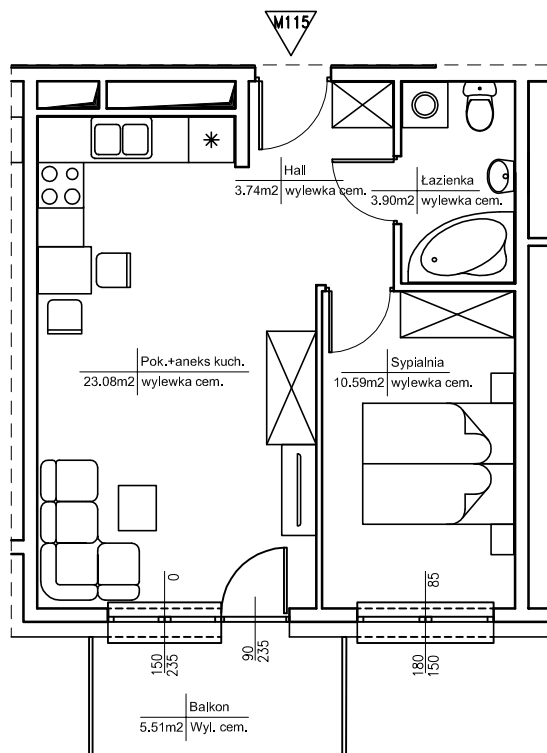 M115
Hall
3.74m2 wylewka cem.
Łazienka
3.90m2 wylewka cem.
Pok.+aneks kuch.
23.08m2 wylewka cem.
Sypialnia
10.59m2 wylewka cem.
0
150
235
90
235
85
180
150
Balkon
5.51m2 Wyl. cem.